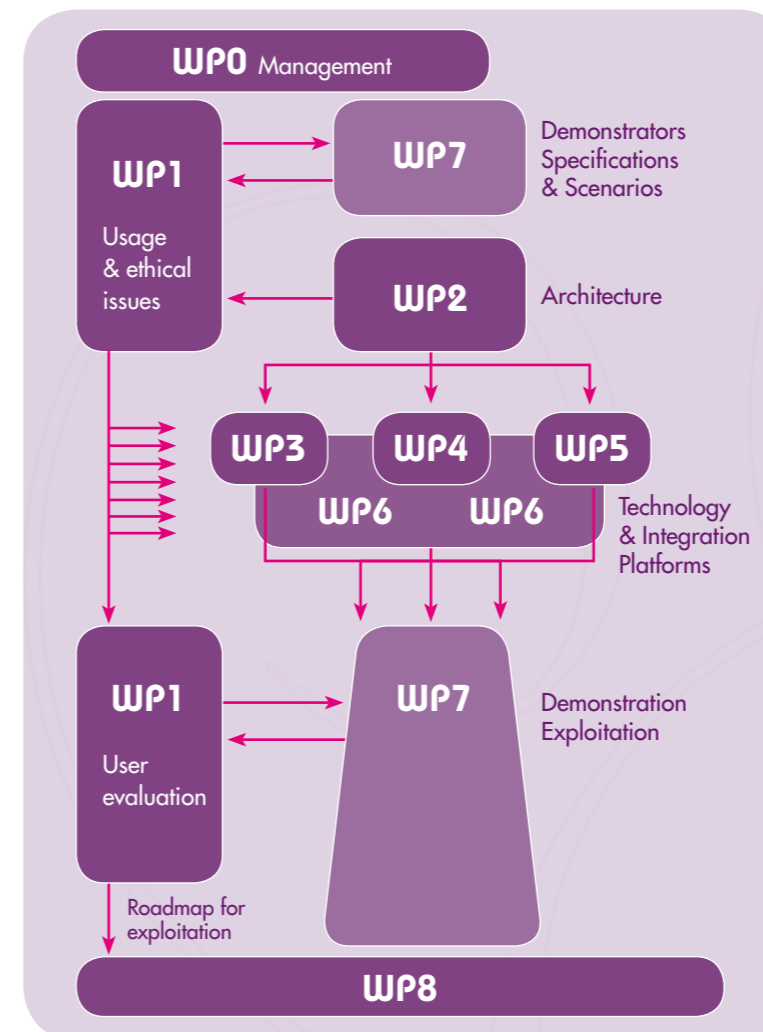 WP0 Management
WP1
Usage
& ethical
issues
WP7
Demonstrators
Specifications
& Scenarios
WP2
Architecture
WP3
WP4
WP5
WP6
WP6
Technology
& Integration
Platforms
WP1
User
evaluation
WP7
Demonstration
Exploitation
Roadmap for
exploitation
WP8